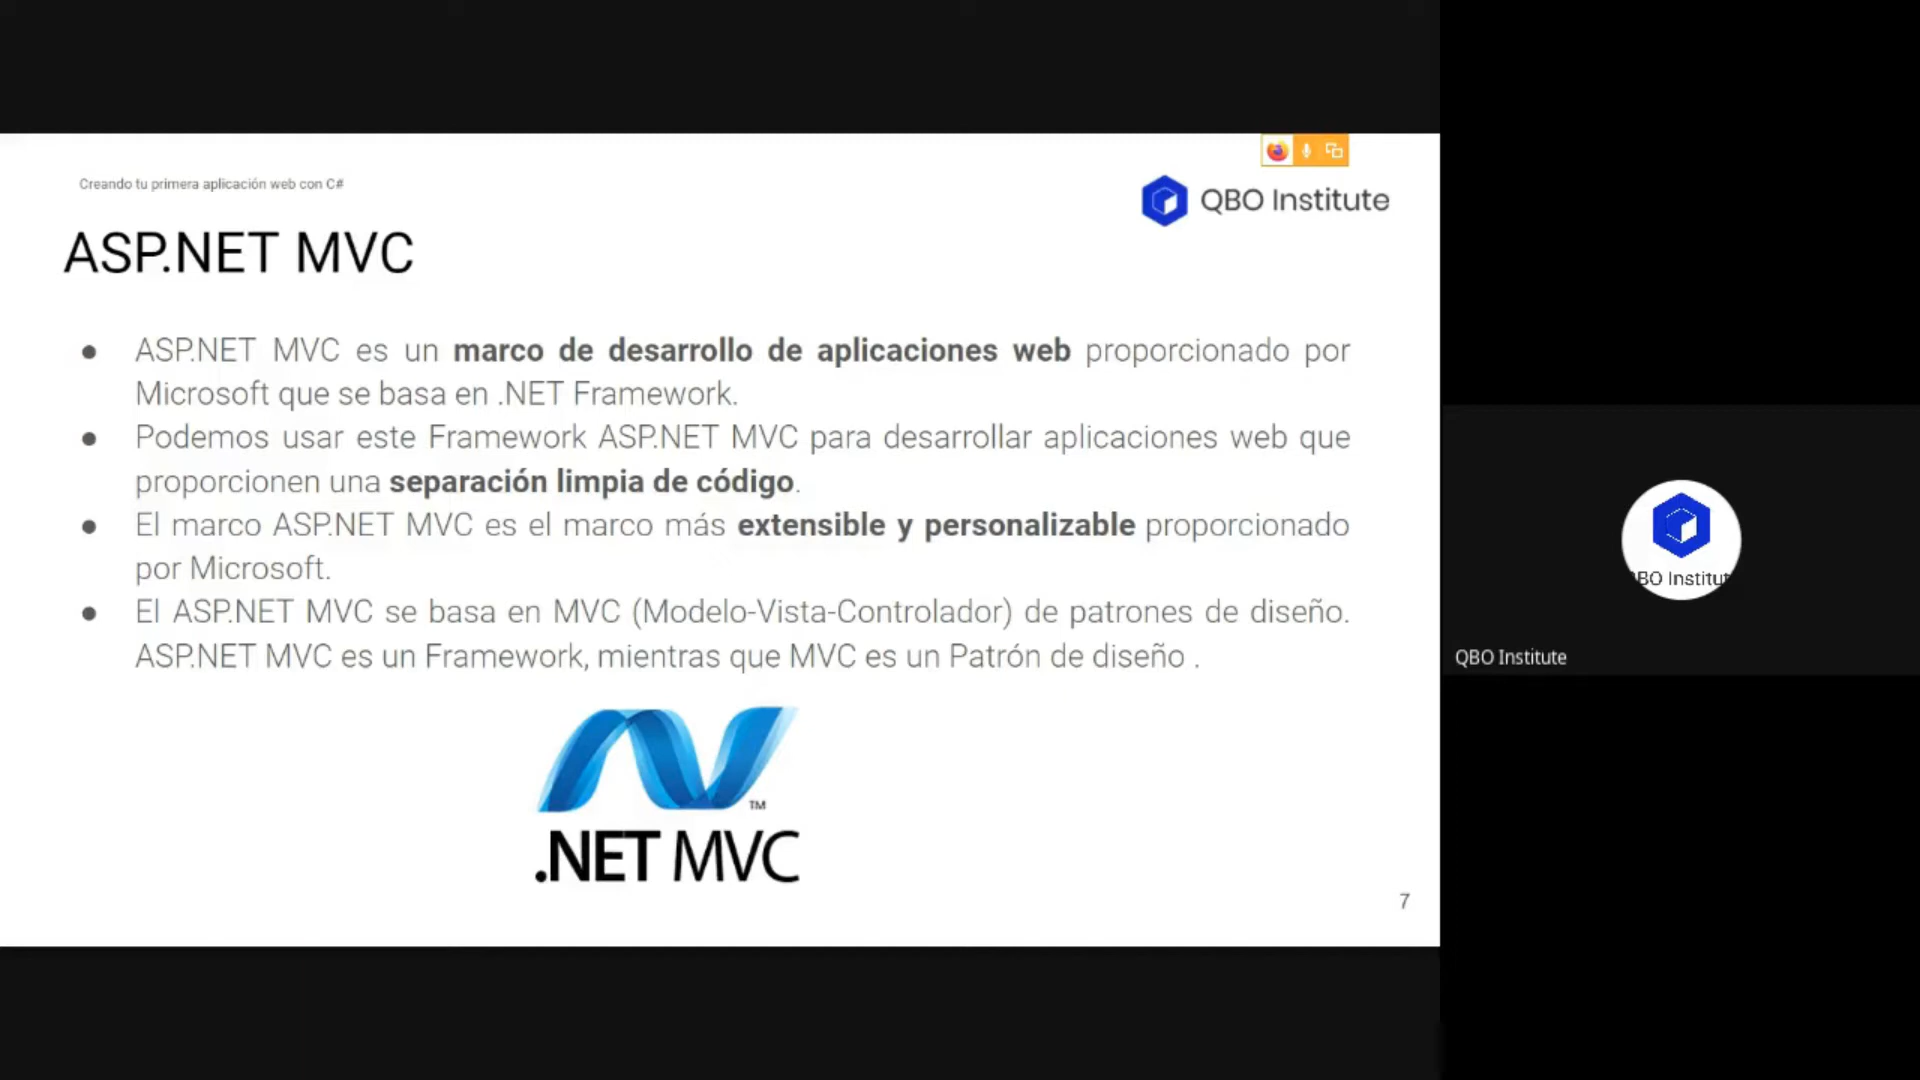 Creando tu primera aplicación web con C#
QBO Institute
ASP.NET MVC
● ASP.NET MVC es un marco de desarrollo de aplicaciones web proporcionado por
Microsoft que se basa en .NET Framework.
● Podemos usar este Framework ASP.NET MVC para desarrollar aplicaciones web que
proporcionen una separación limpia de código.
● El marco ASP.NET MVC es el marco más extensible y personalizable proporcionado
por Microsoft.
● El ASP.NET MVC se basa en MVC (Modelo-Vista-Controlador) de patrones de diseño.
ASP.NET MVC es un Framework, mientras que MVC es un Patrón de diseño .
TM
.NET MVC
7
BO Institut
QBO Institute